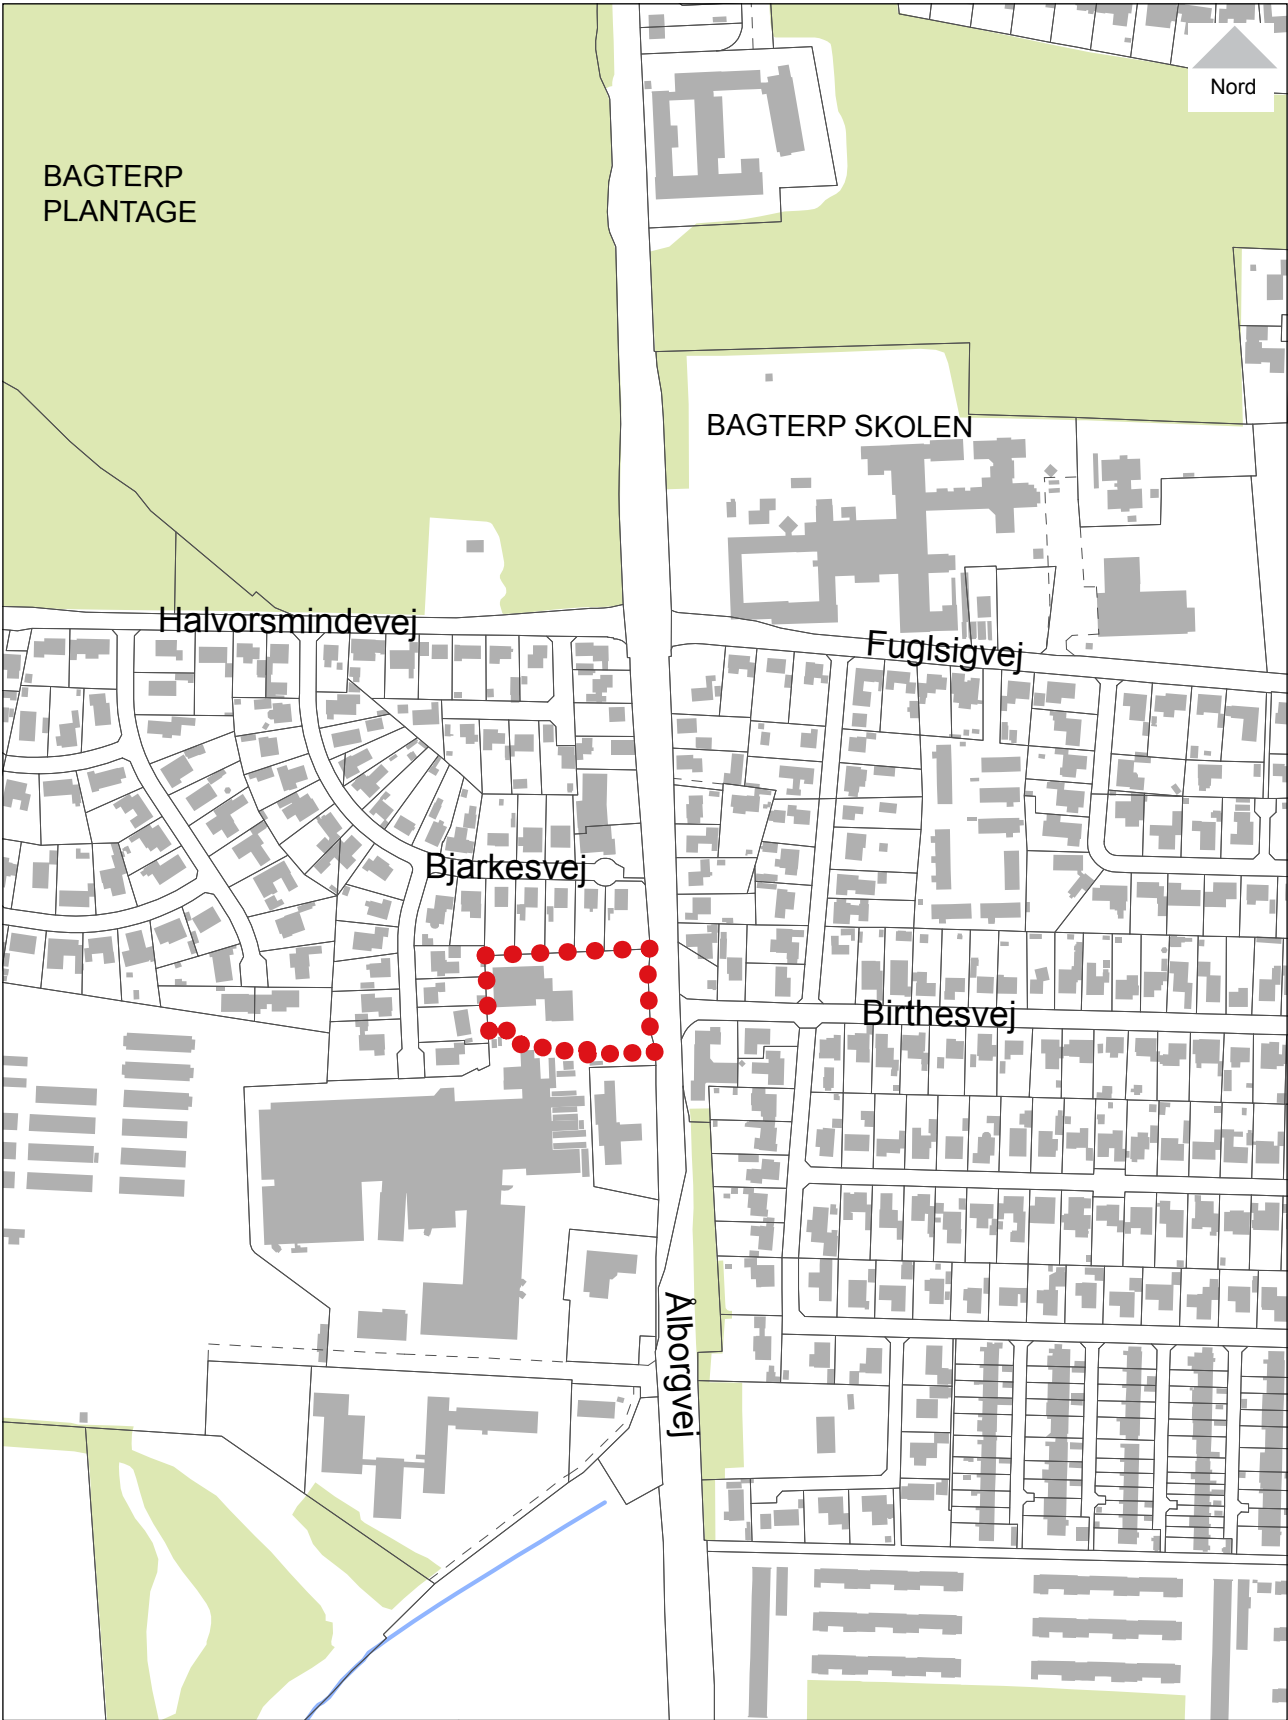 Nord
BAGTERP
PLANTAGE
BAGTERP SKOLEN
Halvorsmindevej
Fuglsigvej
Bjarkesvej
Birthesvej
Ålborgvej